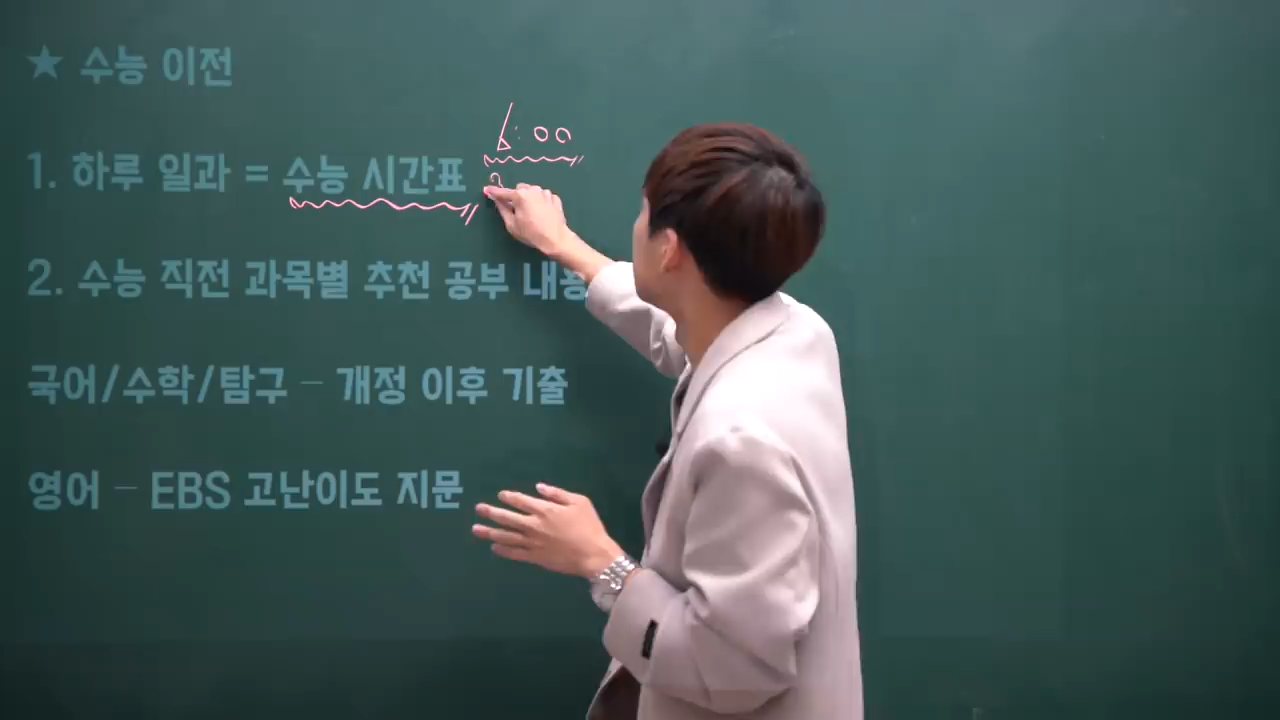 ★ 수능 이전
6:00
1. 하루 일과 = 수능 시간표
2. 수능 직전 과목별 추천 공부 내용
국어/수학/탐구 – 개정 이후 기출
영어 – EBS 고난이도 지문